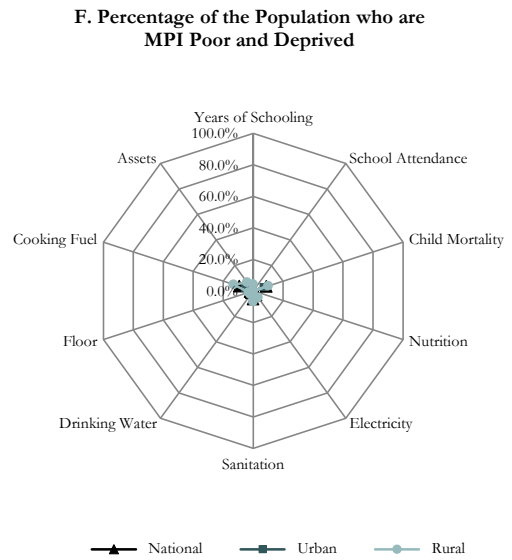 F. Percentage of the Population who are
MPI Poor and Deprived
Years of Schooling
100.0%
Assets
School Attendance
80.0%
60.0%
Cooking Fuel
Child Mortality
40.0%
20.0%
0.0%
Floor
Nutrition
Drinking Water
Electricity
Sanitation
National Urban Rural